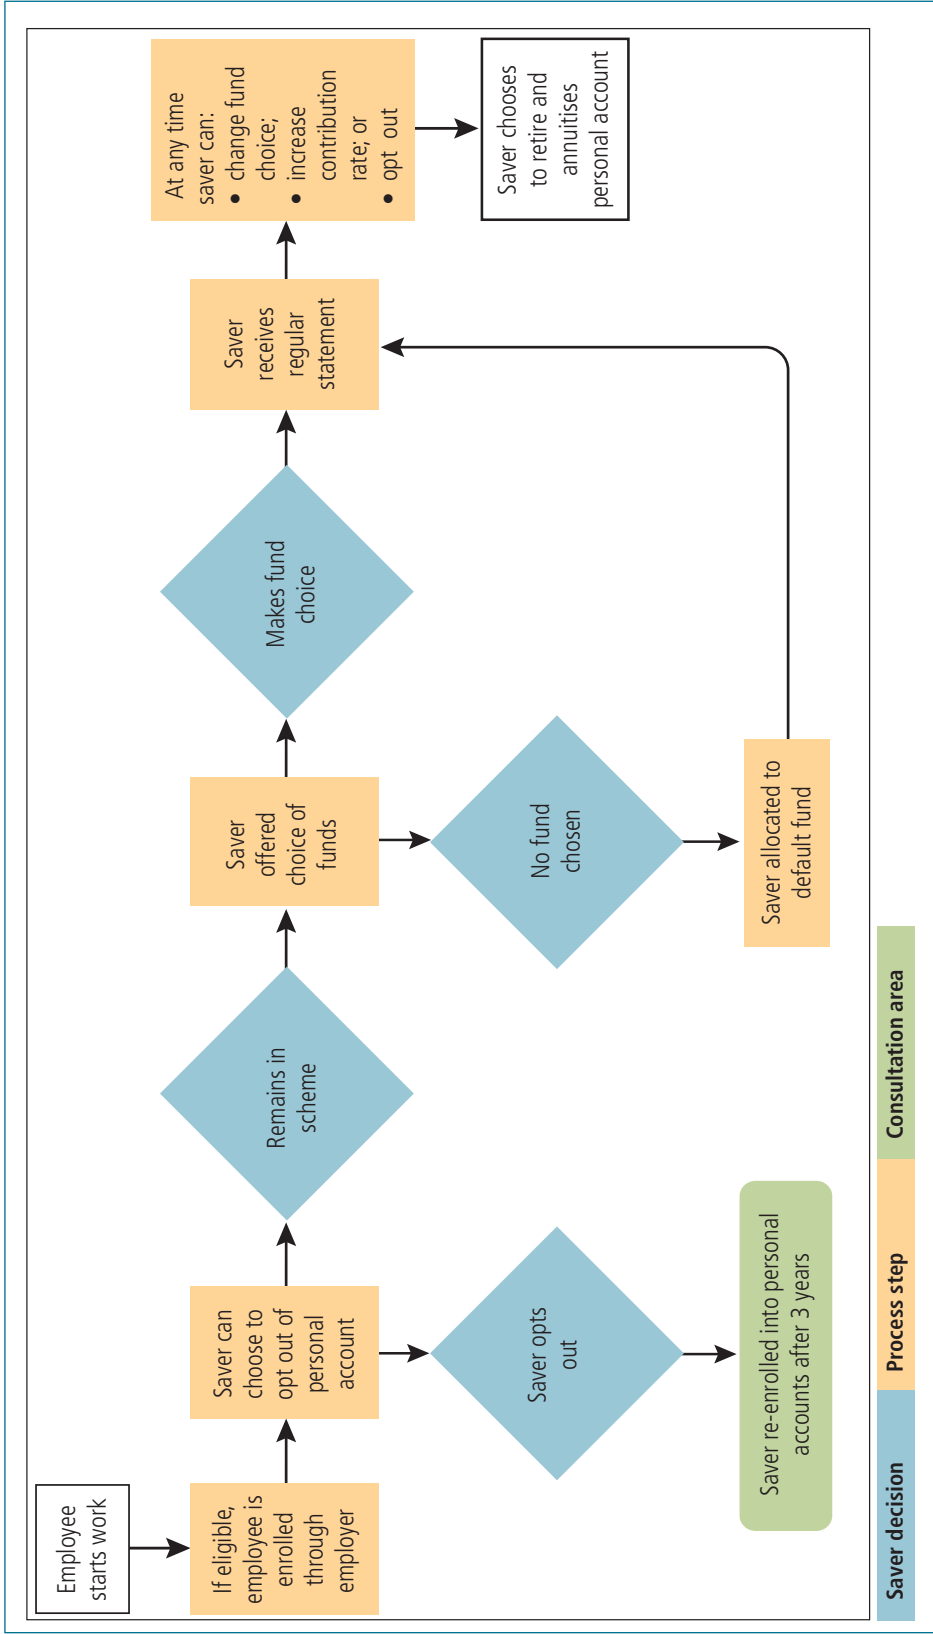 Employee
starts work
If eligible,
employee is
enrolled
through
employer
Saver can
choose to
opt out of
personal
account
Saver opts
out
Saver re-enrolled into personal
accounts after 3 years
Remains in
scheme
Saver
offered
choice of
funds
No fund
chosen
Saver allocated to
default fund
Makes fund
choice
Saver
receives
regular
statement
At any time
saver can:
• change fund
choice;
• increase
contribution
rate; or
• opt out
Saver chooses
to retire and
annuitises
personal account
Saver decision
Process step
Consultation area